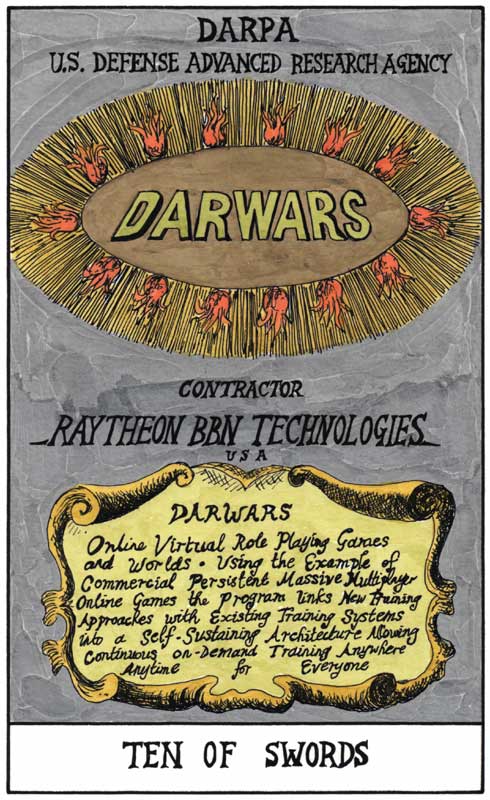 DARPA
U.S. DEFENSE ADVANCED RESEARCH AGENCY
DARWARS
CONTRACTOR
RAYTHEON BBN TECHNOLOGIES
USA
DARWARS
Online Virtual Role Playing Games
and Worlds • Using the Example of
Commercial Persistent Massive Multiplayer
Online Games the Program links New Training
Approaches with Existing Training Systems
into a Self-Sustaining Architecture Allowing
Continuous on-Demand Training Anywhere
Anytime for Everyone
TEN OF SWORDS